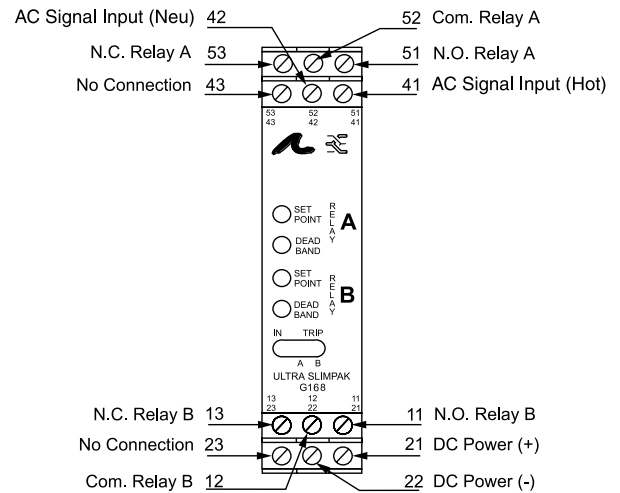 AC Signal Input (Neu) 42
52 Com. Relay A
N.C. Relay A 53
51 N.O. Relay A
No Connection 43
41 AC Signal Input (Hot)
53 52 51
43 42 41
SET
POINT
DEAD
BAND
RELAY
A
SET
POINT
DEAD
BAND
RELAY
B
IN TRIP
A B
ULTRA SLIMPAK
G168
13 12 11
23 22 21
N.C. Relay B 13
11 N.O. Relay B
No Connection 23
21 DC Power (+)
Com. Relay B 12
22 DC Power (-)